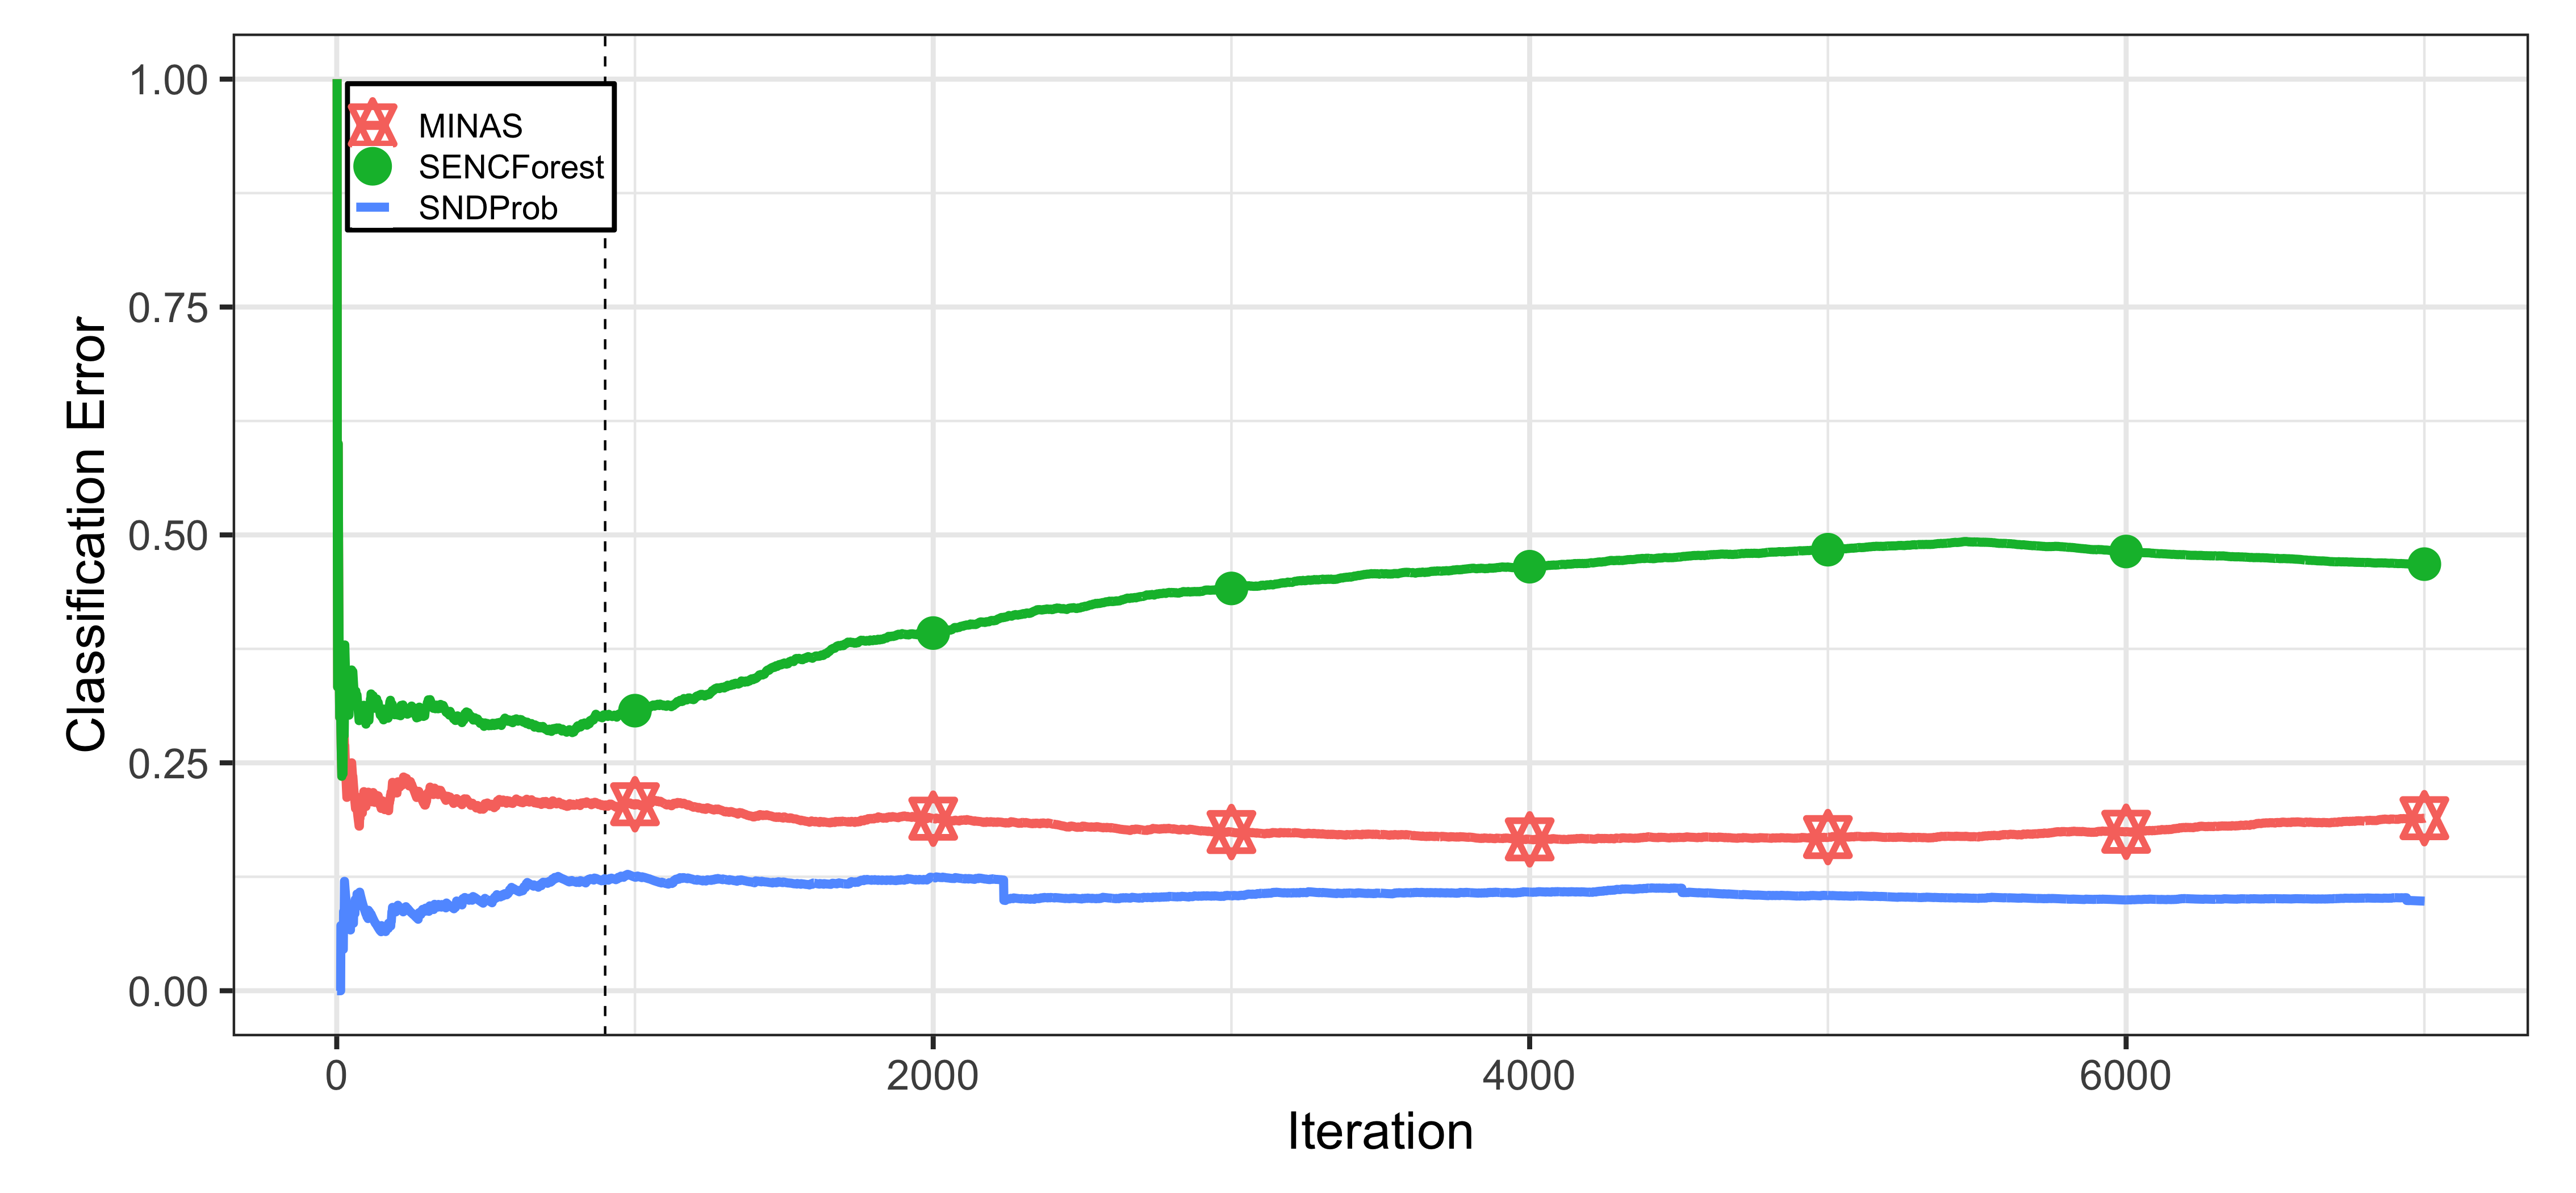 1.00
0.75
0.50
0.25
0.00
Classification Error
MINAS
SENCForest
SNDProb
0 2000 4000 6000
Iteration